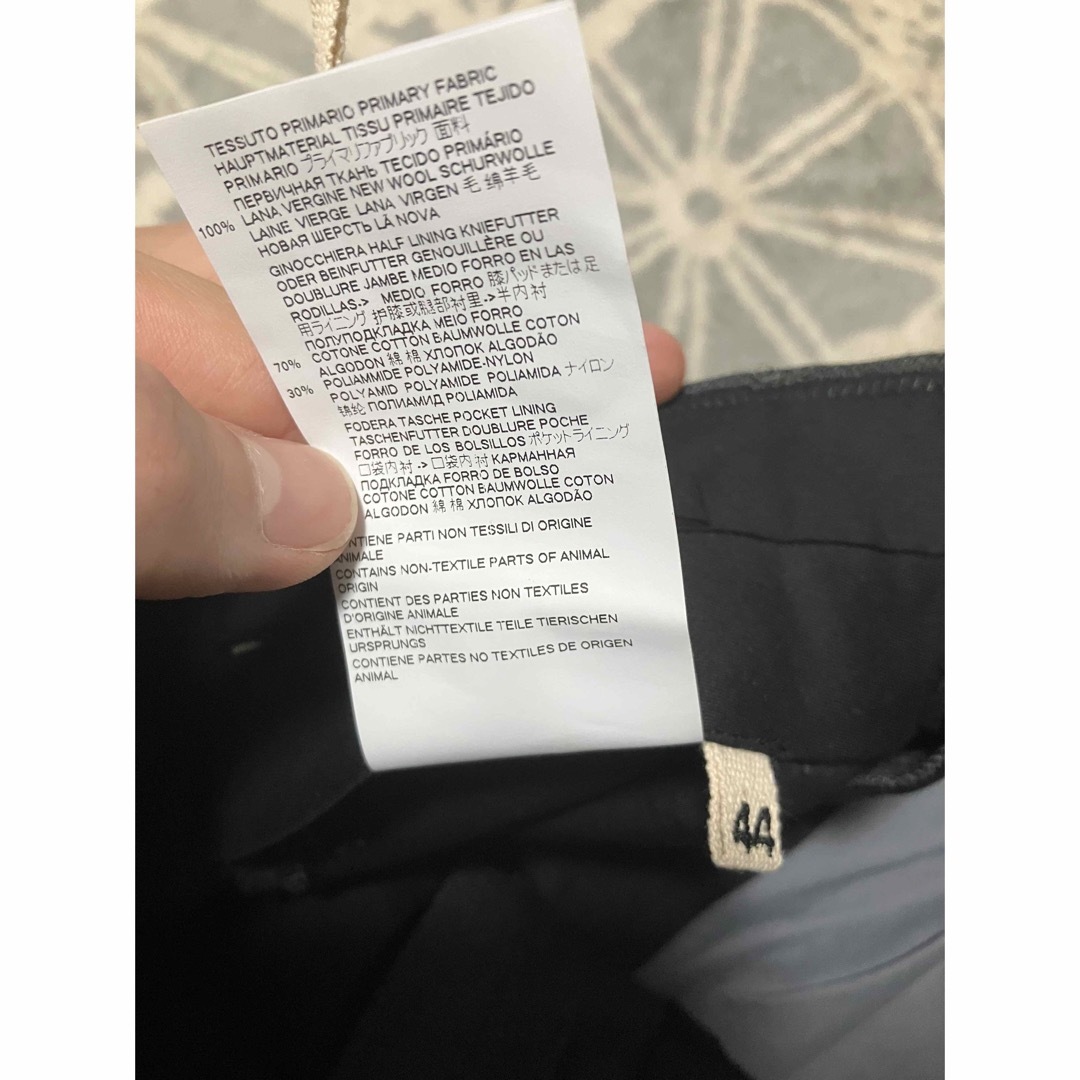 TESSUTO PRIMARIO PRIMARY FABRIC
HAUPTMATERIAL TISSU PRIMAIRE TEJIDO
PRIMARIO プライマリファブリック 面料
ПЕРВИЧНАЯ ТКАНЬ TECIDO PRIMÁRIO
100% LANA VERGINE NEW WOOL SCHURWOLLE
LAINE VIERGE LANA VIRGEN 毛 绵羊毛
НОВАЯ ШЕРСТЬ LÃ NOVA
GINOCCHIERA HALF LINING KNIEFUTTER
ODER BEINFUTTER GENOUILLÈRE OU
DOUBLURE JAMBE MEDIO FORRO EN LAS
RODILLAS-> MEDIO FORRO 膝パッドまたは足
用ライニング 护膝或腿部衬里->半内衬
ПОЛУПОДКЛАДКА MEIO FORRO
70% COTONE COTTON BAUMWOLLE COTON
ALGODON 綿 棉 ХЛОПОК ALGODÃO
30% POLIAMMIDE POLYAMIDE-NYLON
POLYAMID POLYAMIDE POLIAMIDA ナイロン
锦纶 ПОЛИАМИД POLIAMIDA
FODERA TASCHE POCKET LINING
TASCHENFUTTER DOUBLURE POCHE
FORRO DE LOS BOLSILLOS ポケットライニング
口袋内衬 -> 口袋内衬 КАРМАННАЯ
ПОДКЛАДКА FORRO DE BOLSO
COTONE COTTON BAUMWOLLE COTON
ALGODON 綿 棉 ХЛОПОК ALGODÃO
NTIENE PARTI NON TESSILI DI ORIGINE
ANIMALE
CONTAINS NON-TEXTILE PARTS OF ANIMAL
ORIGIN
CONTIENT DES PARTIES NON TEXTILES
D'ORIGINE ANIMALE
ENTHÄLT NICHTTEXTILE TEILE TIERISCHEN
URSPRUNGS
CONTIENE PARTES NO TEXTILES DE ORIGEN
ANIMAL
44